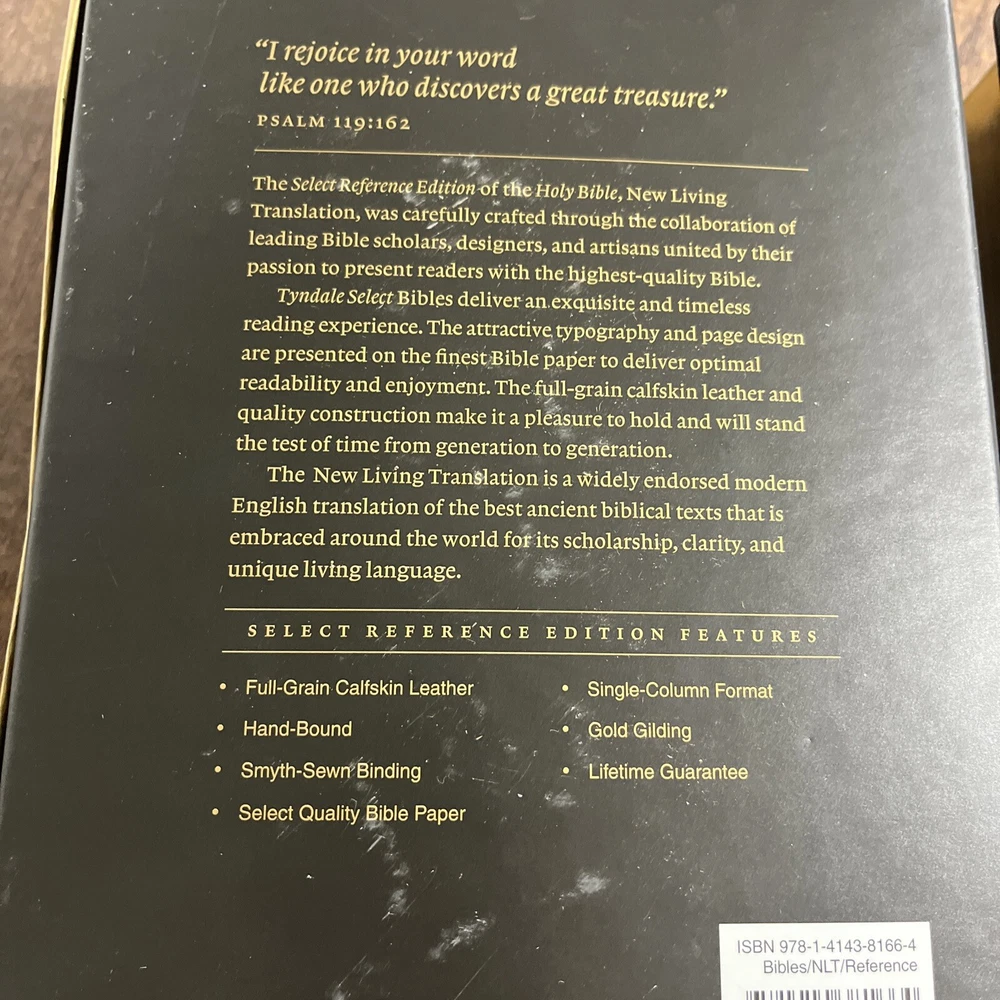 “I rejoice in your word
like one who discovers a great treasure.”
PSALM 119:162
The Select Reference Edition of the Holy Bible, New Living
Translation, was carefully crafted through the collaboration of
leading Bible scholars, designers, and artisans united by their
passion to present readers with the highest-quality Bible.
Tyndale Select Bibles deliver an exquisite and timeless
reading experience. The attractive typography and page design
are presented on the finest Bible paper to deliver optimal
readability and enjoyment. The full-grain calfskin leather and
quality construction make it a pleasure to hold and will stand
the test of time from generation to generation.
The New Living Translation is a widely endorsed modern
English translation of the best ancient biblical texts that is
embraced around the world for its scholarship, clarity, and
unique living language.
SELECT REFERENCE EDITION FEATURES
• Full-Grain Calfskin Leather
• Hand-Bound
• Smyth-Sewn Binding
• Select Quality Bible Paper
• Single-Column Format
• Gold Gilding
• Lifetime Guarantee
ISBN 978-1-4143-8166-4
Bibles/NLT/Reference